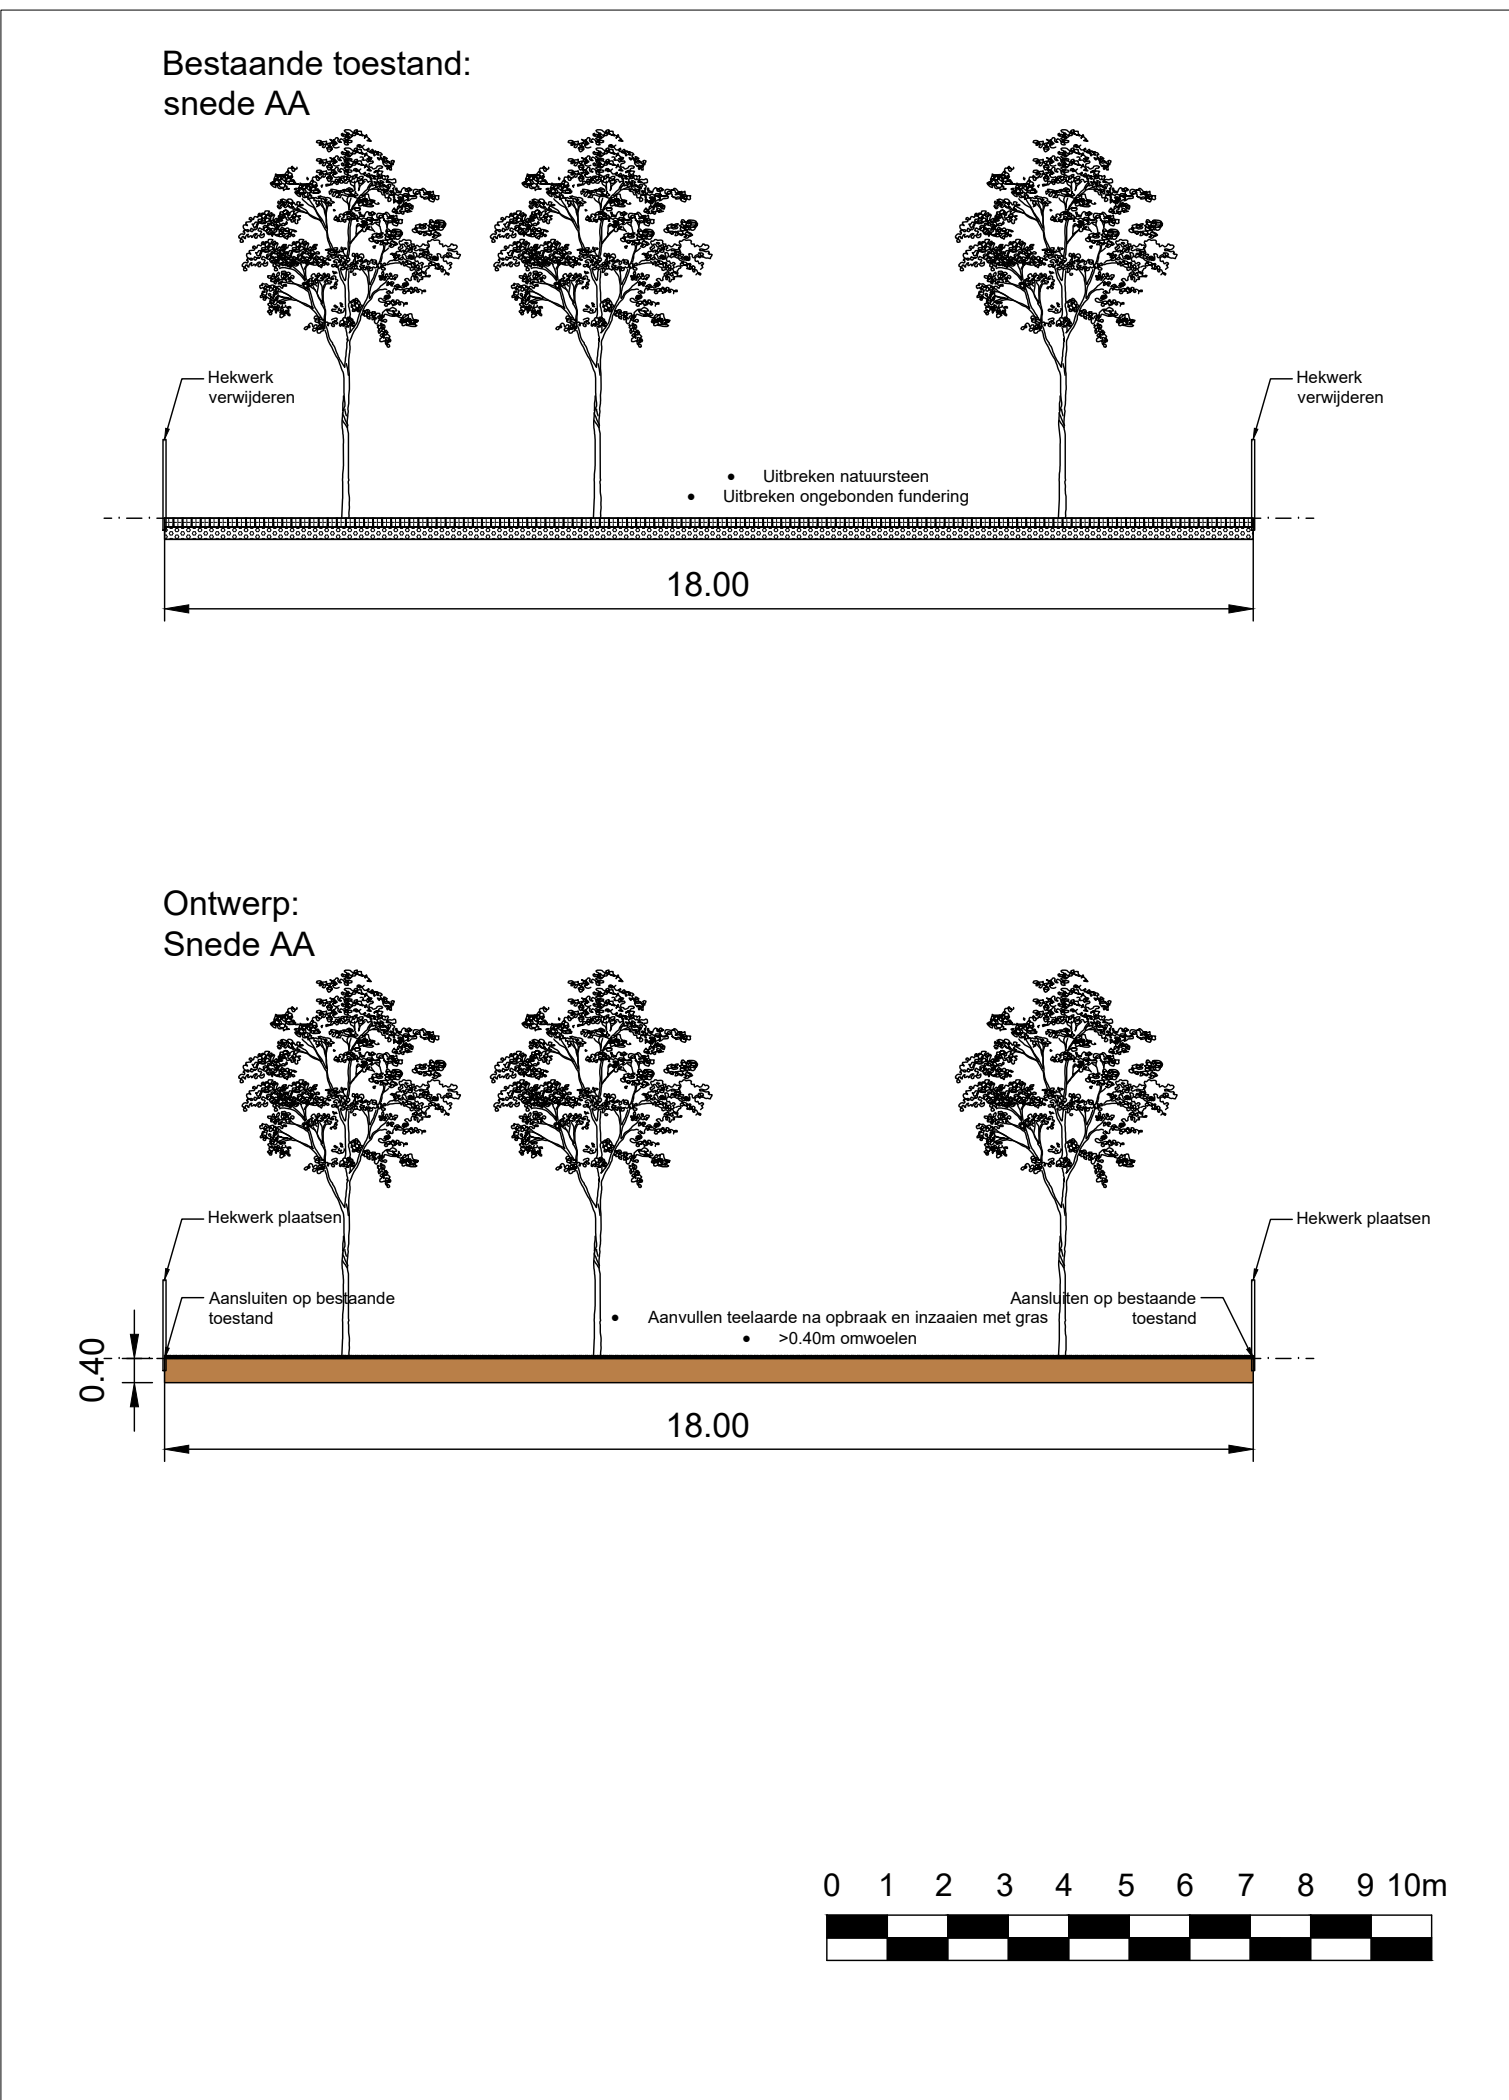 Bestaande toestand:
snede AA
Hekwerk
verwijderen
Hekwerk
verwijderen
• Uitbreken natuursteen
• Uitbreken ongebonden fundering
18.00
Ontwerp:
Snede AA
Hekwerk plaatsen
Hekwerk plaatsen
Aansluiten op bestaande
toestand
Aansluiten op bestaande
toestand
• Aanvullen teelaarde na opbraak en inzaaien met gras
• >0.40m omwoelen
0.40
18.00
0 1 2 3 4 5 6 7 8 9 10m